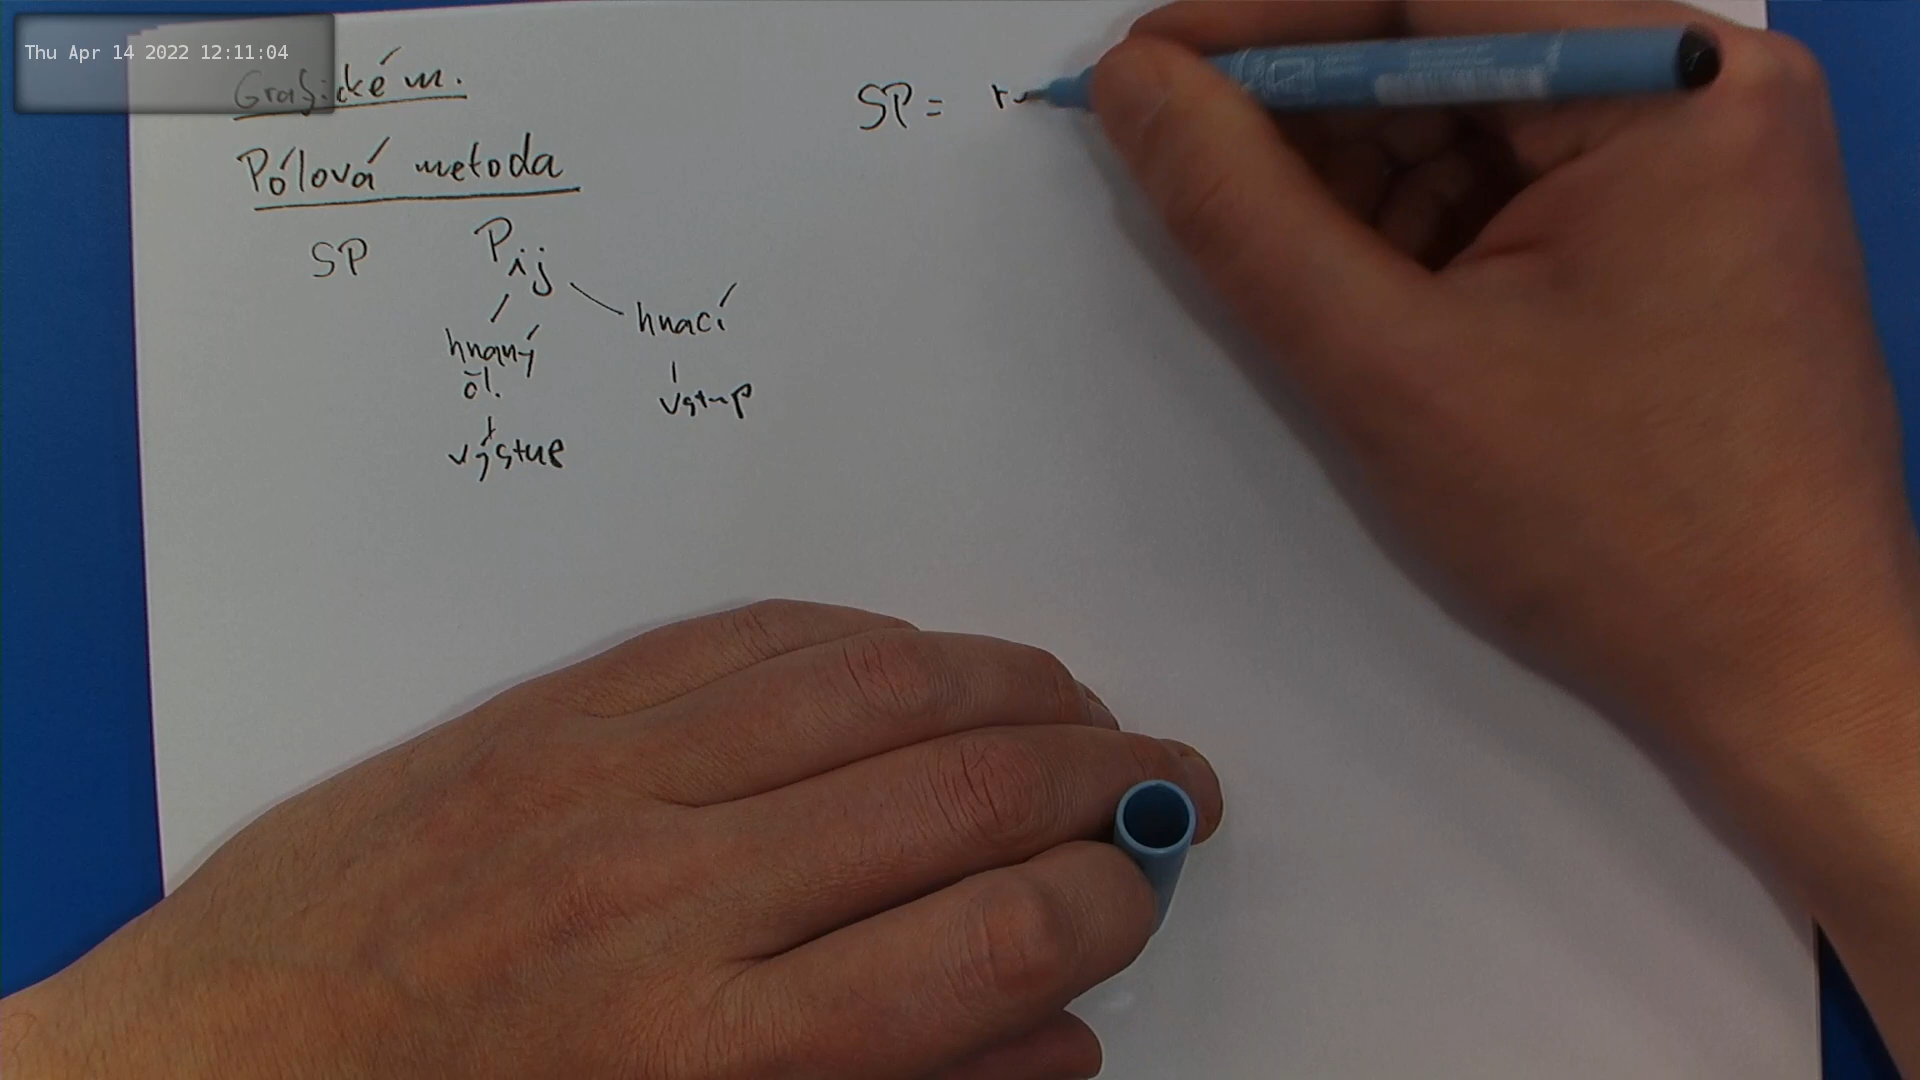 Thu Apr 14 2022 12:11:04
Grafické m.
Pólová metoda
SP Pij
hnaný
čl.
výstup
hnací
vstup
SP =